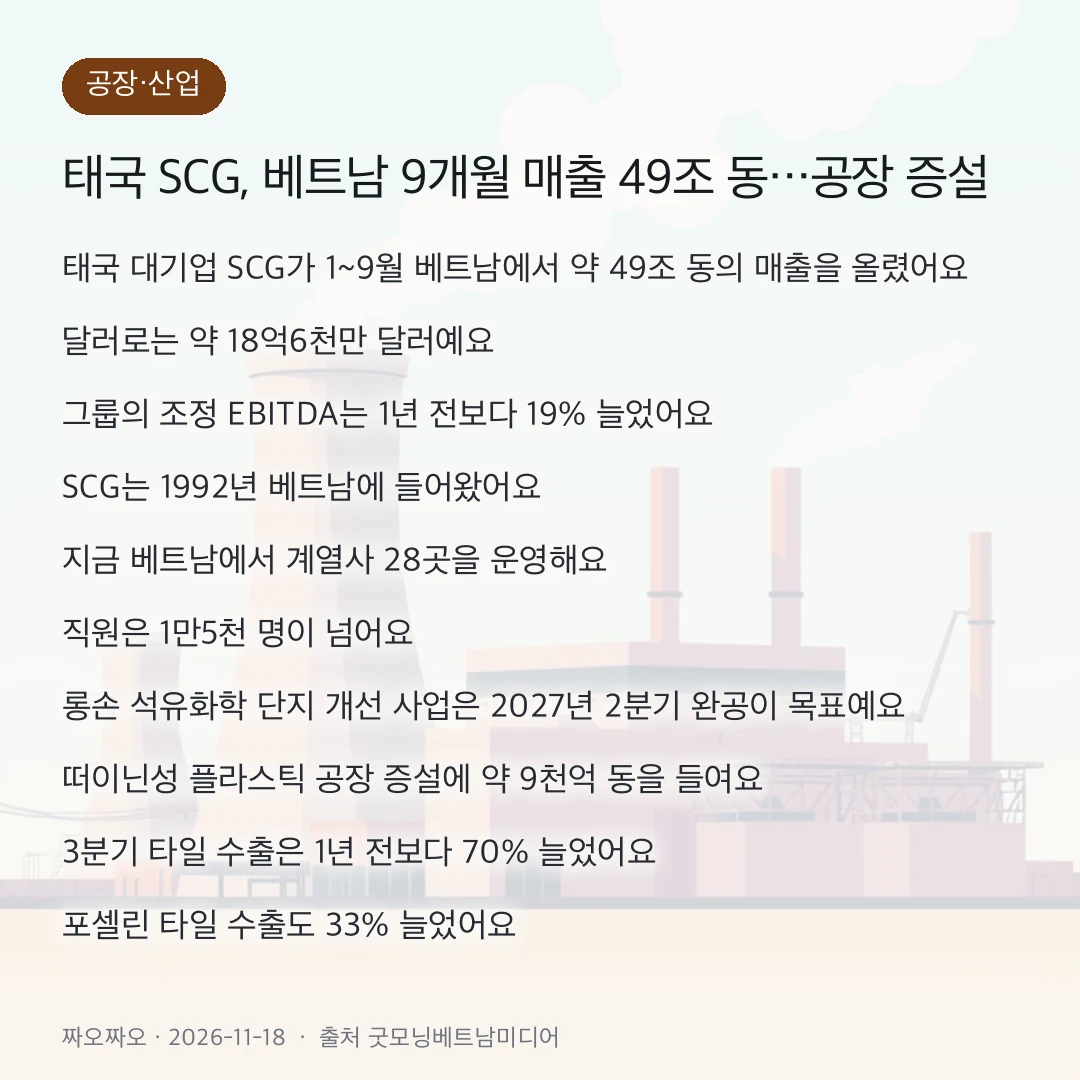 공장·산업
태국 SCG, 베트남 9개월 매출 49조 동…공장 증설
태국 대기업 SCG가 1~9월 베트남에서 약 49조 동의 매출을 올렸어요
달러로는 약 18억6천만 달러예요
그룹의 조정 EBITDA는 1년 전보다 19% 늘었어요
SCG는 1992년 베트남에 들어왔어요
지금 베트남에서 계열사 28곳을 운영해요
직원은 1만5천 명이 넘어요
롱손 석유화학 단지 개선 사업은 2027년 2분기 완공이 목표예요
떠이닌성 플라스틱 공장 증설에 약 9천억 동을 들여요
3분기 타일 수출은 1년 전보다 70% 늘었어요
포셀린 타일 수출도 33% 늘었어요
짜오짜오 · 2026-11-18 · 출처 굿모닝베트남미디어